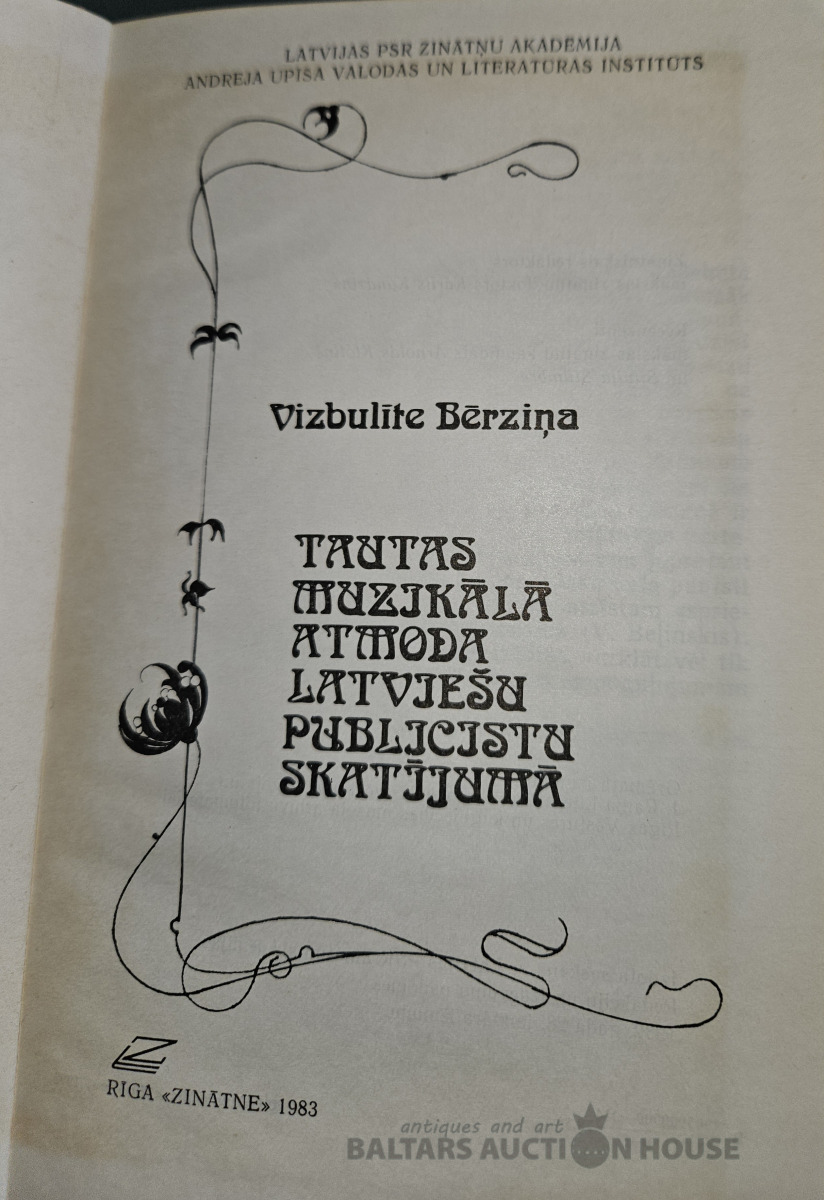 LATVIJAS PSR ZINĀTŅU AKADĒMIJA
ANDREJA UPĪŠA VALODAS UN LITERATŪRAS INSTITŪTS
Vizbulīte Bērziņa
TAUTAS
MUZIKĀLĀ
ATMODA
LATVIEŠU
PUBLICISTU
SKATĪJUMĀ
RĪGA «ZINĀTNE» 1983
antiques and art
BALTARS AUCTION HOUSE